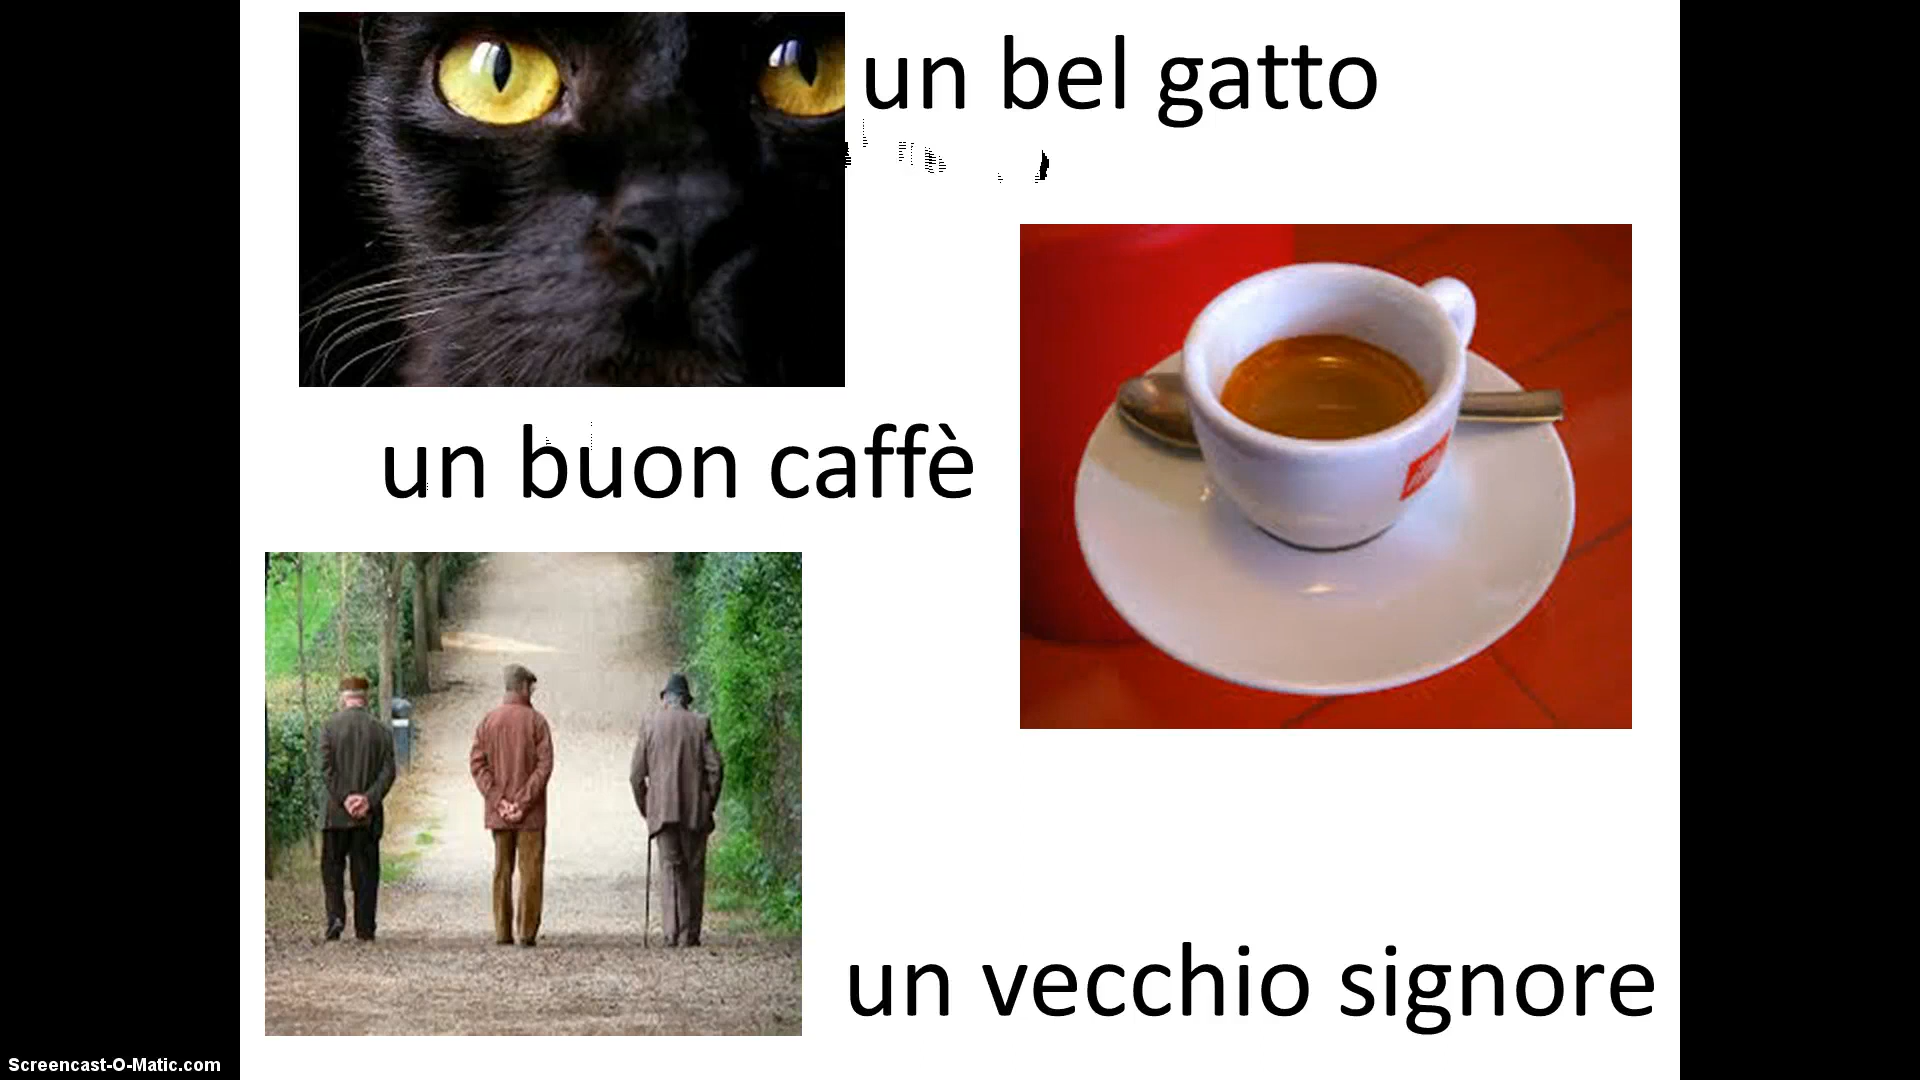 un bel gatto
un buon caffè
un vecchio signore
Screencast-O-Matic.com